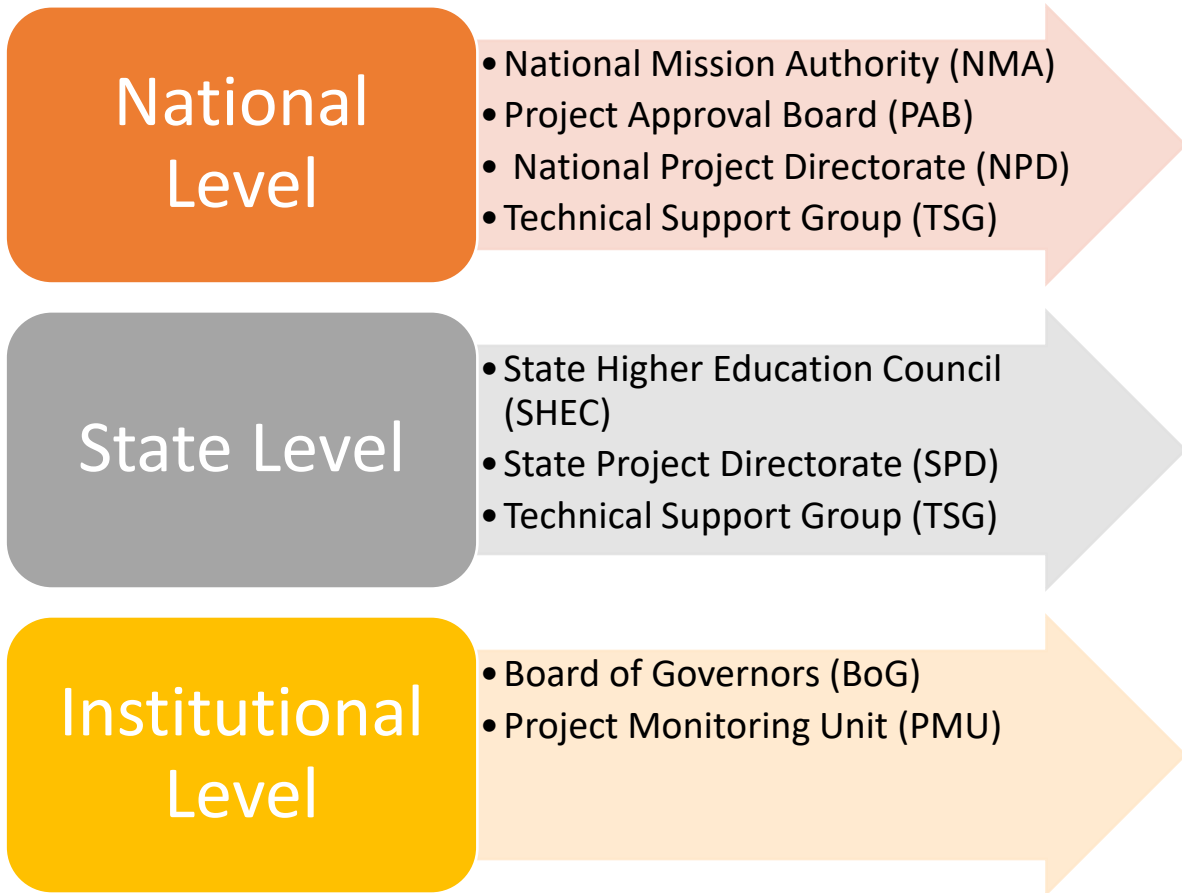 National
Level
• National Mission Authority (NMA)
• Project Approval Board (PAB)
• National Project Directorate (NPD)
• Technical Support Group (TSG)
State Level
• State Higher Education Council
(SHEC)
• State Project Directorate (SPD)
• Technical Support Group (TSG)
Institutional
Level
• Board of Governors (BoG)
• Project Monitoring Unit (PMU)